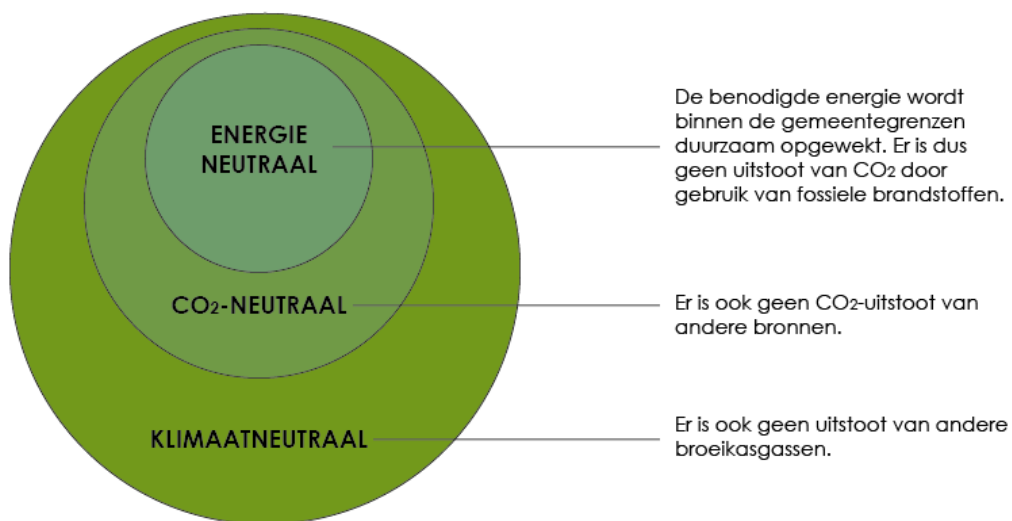 ENERGIE
NEUTRAAL
De benodigde energie wordt
binnen de gemeentegrenzen
duurzaam opgewekt. Er is dus
geen uitstoot van CO₂ door
gebruik van fossiele brandstoffen.
CO₂-NEUTRAAL
Er is ook geen CO₂-uitstoot van
andere bronnen.
KLIMAATNEUTRAAL
Er is ook geen uitstoot van andere
broeikasgassen.